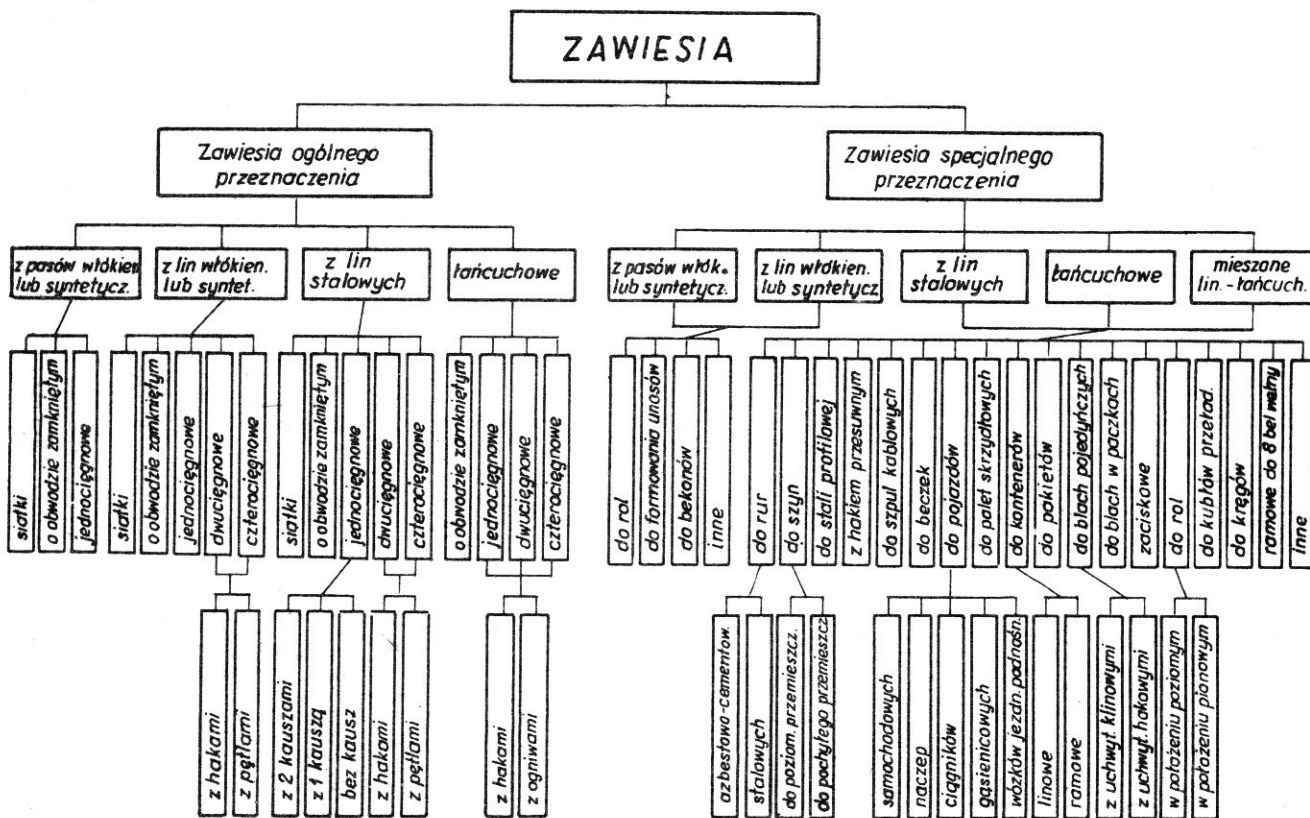 ZAWIESIA
Zawiesia ogólnego
przeznaczenia
Zawiesia specjalnego
przeznaczenia
z pasów włókien
lub syntetycz.
z lin włókien.
lub syntet.
z lin
stalowych
łańcuchowe
z pasów włók.
lub syntetycz.
z lin włókien.
lub syntetycz
z lin
stalowych
łańcuchowe
mieszane
lin.-łańcuch.
siatki
o obwodzie zamkniętym
jednocięgnowe
siatki
o obwodzie zamkniętym
jednocięgnowe
dwucięgnowe
czterocięgnowe
siatki
o obwodzie zamkniętym
jednocięgnowe
dwucięgnowe
czterocięgnowe
o obwodzie zamkniętym
jednocięgnowe
dwucięgnowe
czterocięgnowe
do rol
do formowania unosów
do bekonów
inne
do rur
do szyn
do stali profilowej
z hakiem przesuwnym
do szpul kablowych
do beczek
do pojazdów
do palet skrzydłowych
do kontenerów
do pakietów
do blach pojedyńczych
do blach w paczkach
zaciskowe
do rol
do kubłów przeład.
do kręgów
ramowe do 8 bel wełny
inne
z hakami
z pętlami
z 2 kauszami
z 1 kauszą
bez kausz
z hakami
z pętlami
z hakami
z ogniwami
azbestowo-cementow.
stalowych
do poziom. przemieszcz.
do pochyłego przemieszcz
samochodowych
naczep
ciągników
gąsienicowych
wózków jezdn. podnośn.
linowe
ramowe
z uchwyt. klinowymi
z uchwyt. hakowymi
w położeniu poziomym
w położeniu pionowym